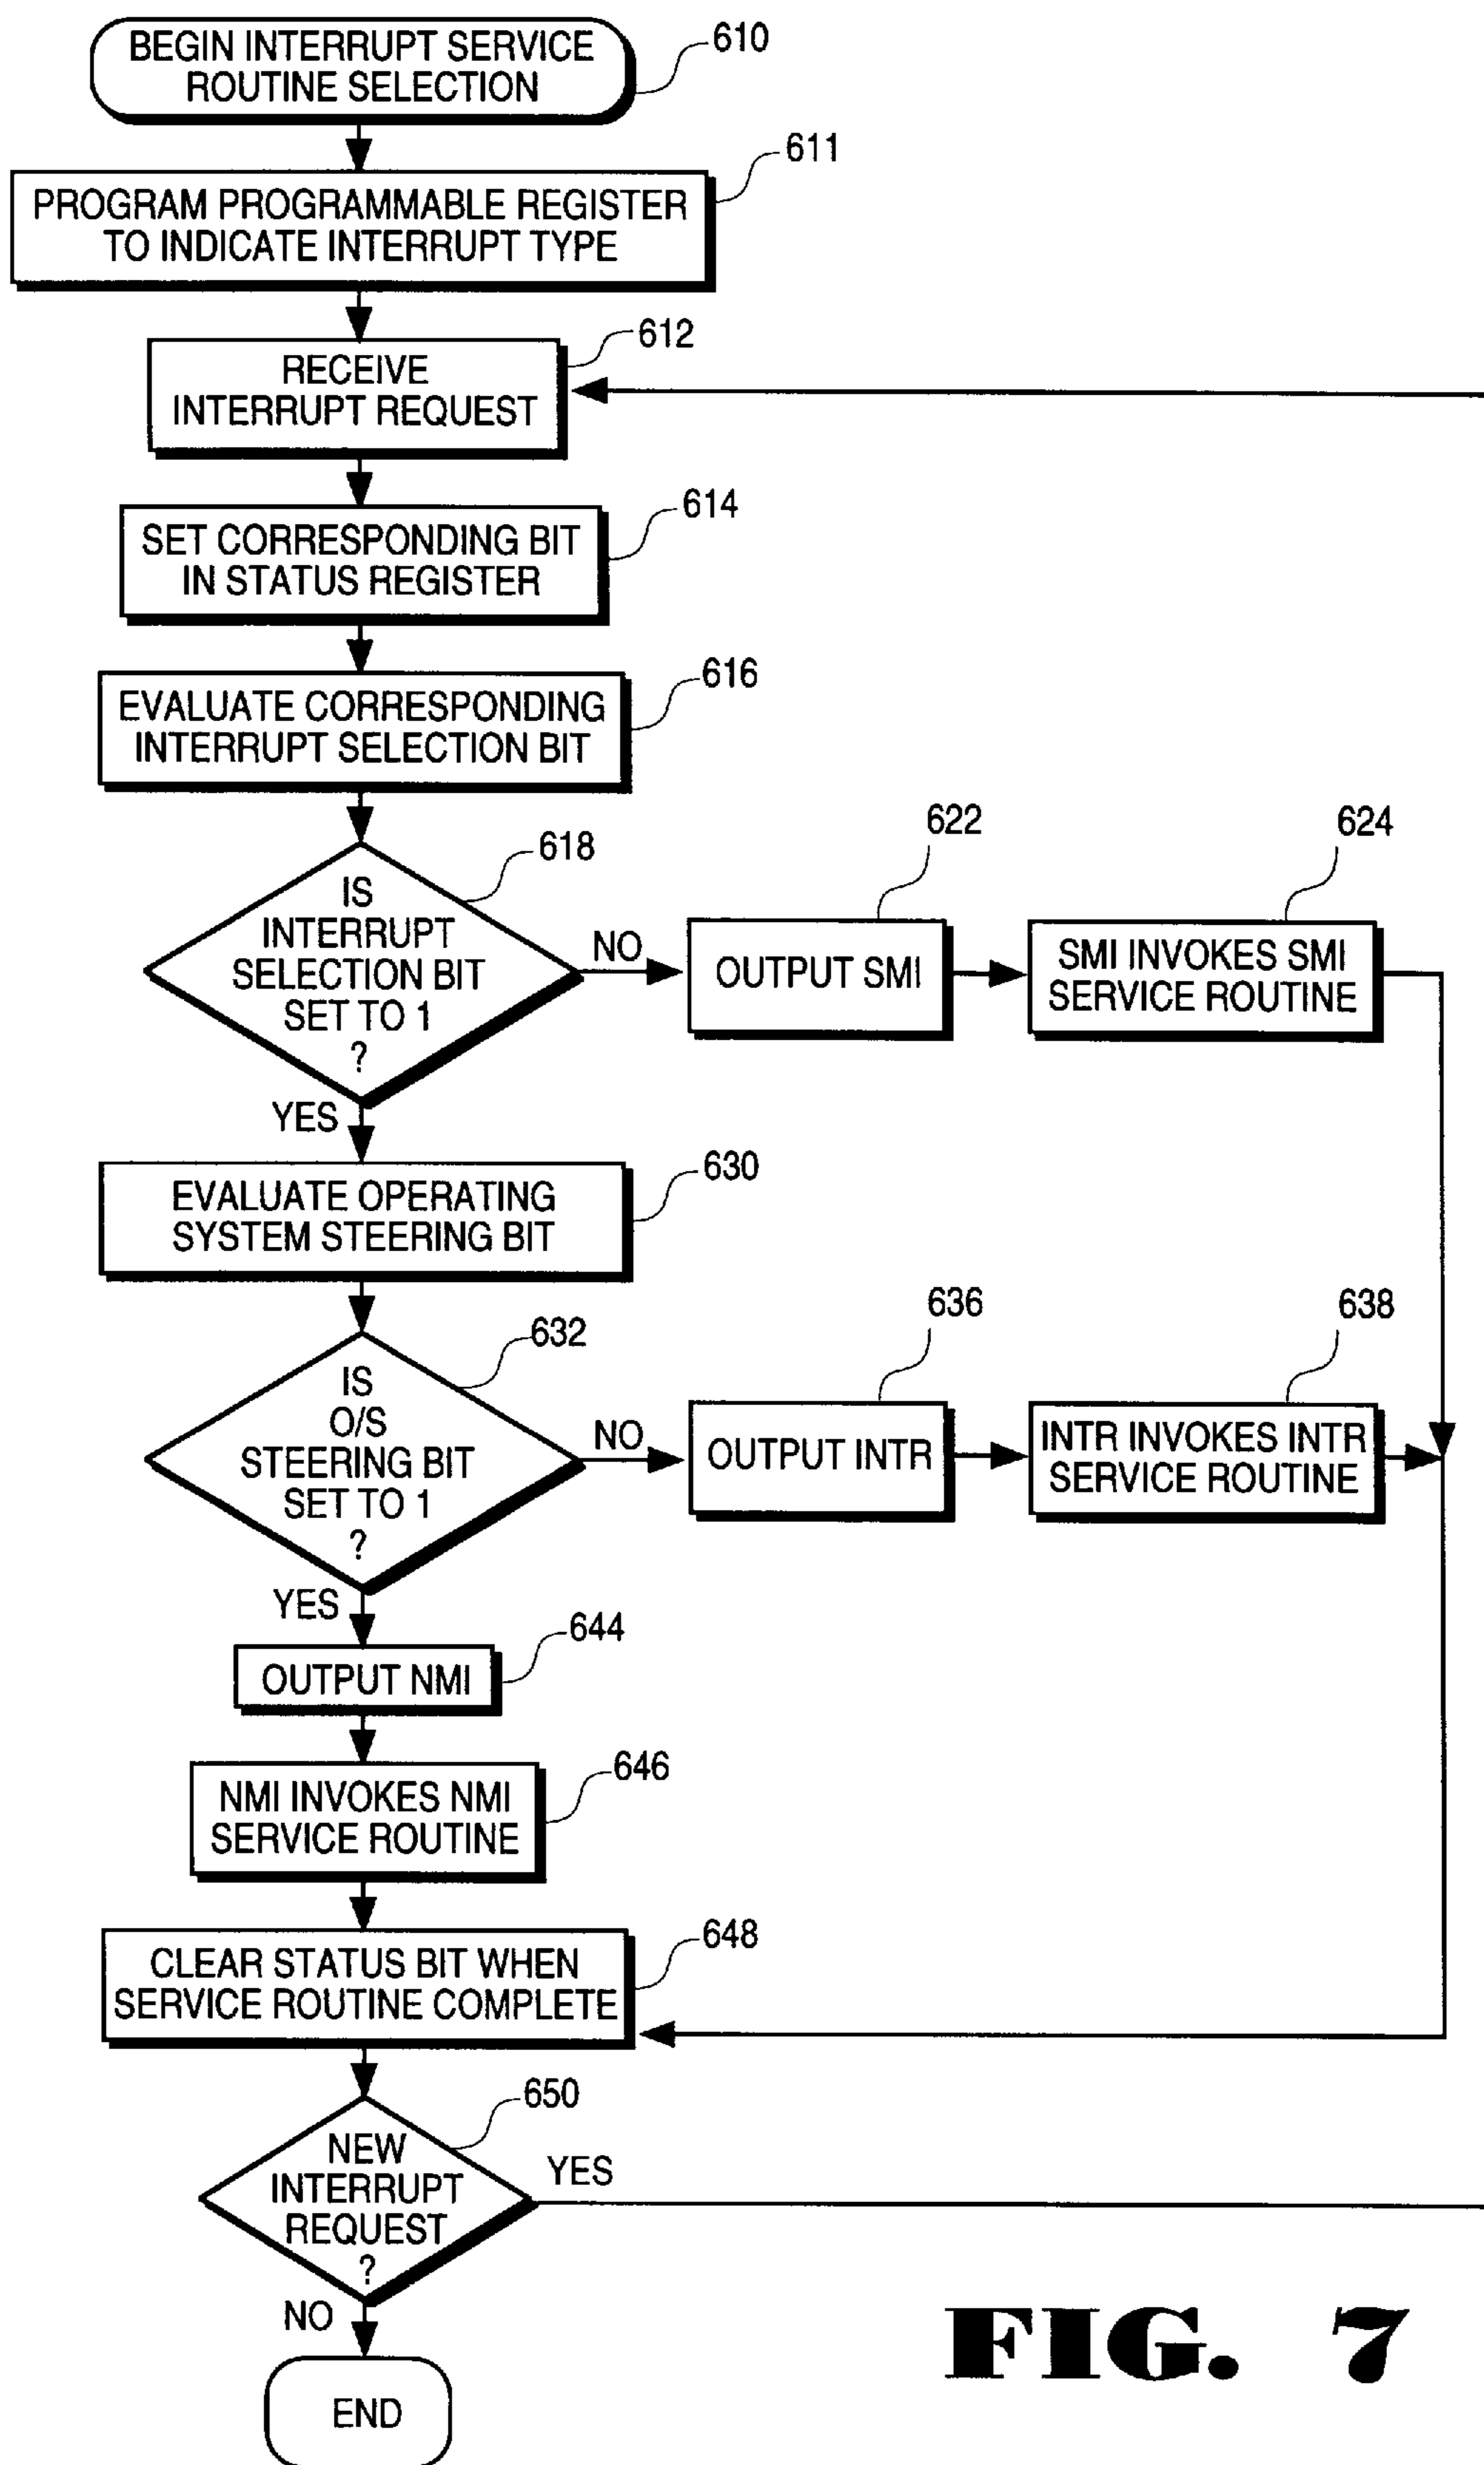 BEGIN INTERRUPT SERVICE
ROUTINE SELECTION
610
PROGRAM PROGRAMMABLE REGISTER
TO INDICATE INTERRUPT TYPE
611
RECEIVE
INTERRUPT REQUEST
612
SET CORRESPONDING BIT
IN STATUS REGISTER
614
EVALUATE CORRESPONDING
INTERRUPT SELECTION BIT
616
IS
INTERRUPT
SELECTION BIT
SET TO 1
?
618
NO
OUTPUT SMI
622
SMI INVOKES SMI
SERVICE ROUTINE
624
YES
EVALUATE OPERATING
SYSTEM STEERING BIT
630
IS
O/S
STEERING BIT
SET TO 1
?
632
NO
OUTPUT INTR
636
INTR INVOKES INTR
SERVICE ROUTINE
638
YES
OUTPUT NMI
644
NMI INVOKES NMI
SERVICE ROUTINE
646
CLEAR STATUS BIT WHEN
SERVICE ROUTINE COMPLETE
648
NEW
INTERRUPT
REQUEST
?
650
YES
NO
END
FIG. 7